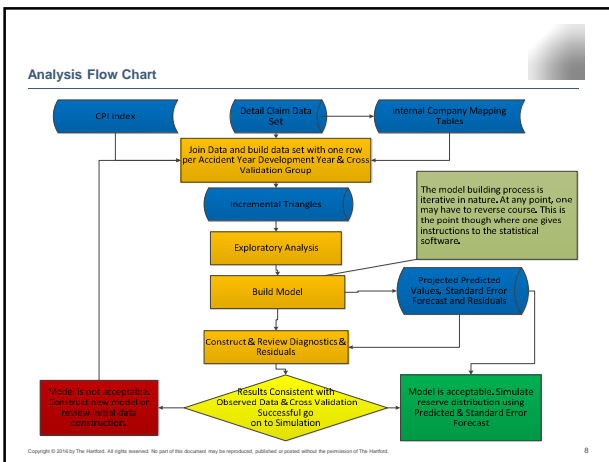 Analysis Flow Chart
CPI Index
Detail Claim Data
Set
Internal Company Mapping
Tables
Join Data and build data set with one row
per Accident Year Development Year & Cross
Validation Group
Incremental Triangles
The model building process is
iterative in nature. At any point, one
may have to reverse course. This is
the point though where one gives
instructions to the statistical
software.
Exploratory Analysis
Build Model
Projected Predicted
Values, Standard Error
Forecast and Residuals
Construct & Review Diagnostics &
Residuals
Model is not acceptable.
Construct new model or
review initial data
construction.
Results Consistent with
Observed Data & Cross Validation
Successful go
on to Simulation
Model is acceptable. Simulate
reserve distribution using
Predicted & Standard Error
Forecast
Copyright © 2016 by The Hartford. All rights reserved. No part of this document may be reproduced, published or posted without the permission of The Hartford.
8